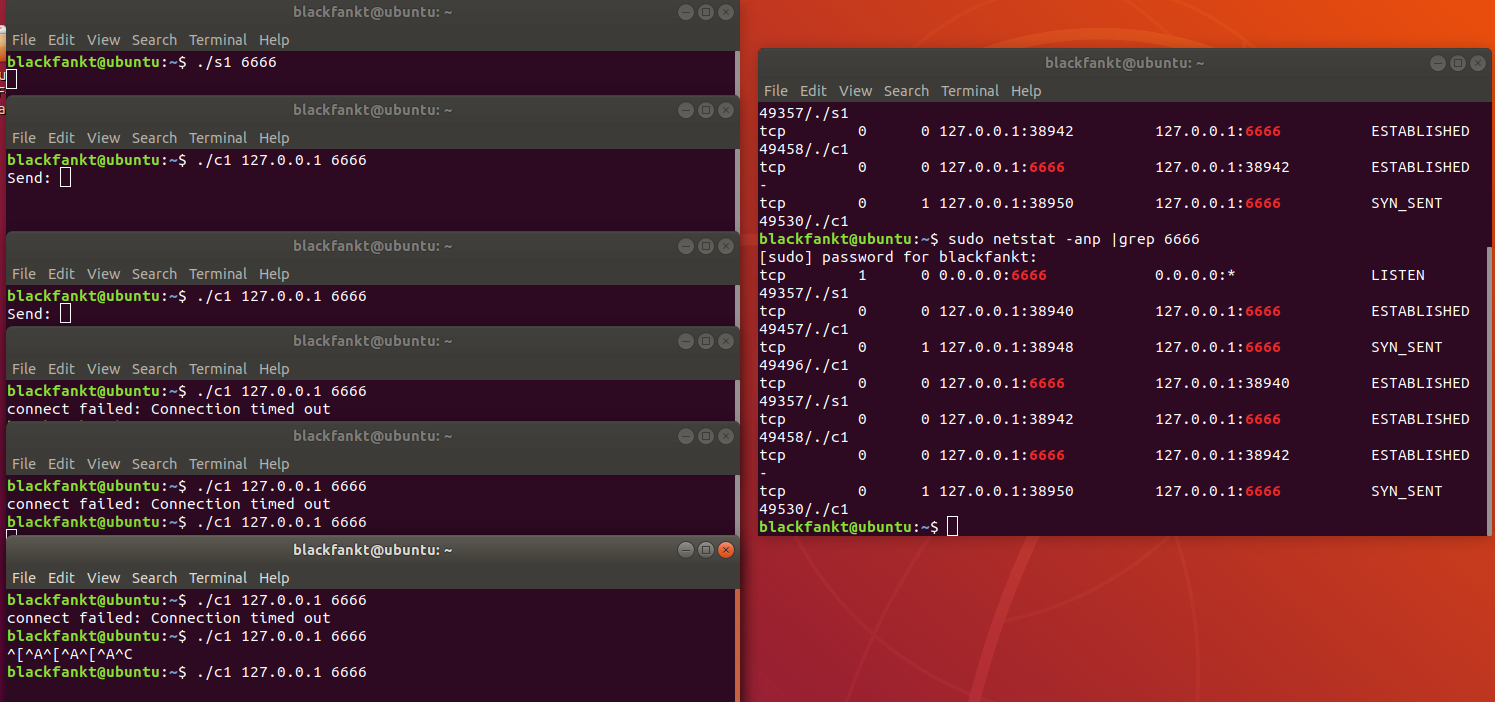 blackfankt@ubuntu: ~
File Edit View Search Terminal Help
blackfankt@ubuntu:~$ ./s1 6666
blackfankt@ubuntu: ~
File Edit View Search Terminal Help
blackfankt@ubuntu:~$ ./c1 127.0.0.1 6666
Send:
blackfankt@ubuntu: ~
File Edit View Search Terminal Help
blackfankt@ubuntu:~$ ./c1 127.0.0.1 6666
Send:
blackfankt@ubuntu: ~
File Edit View Search Terminal Help
blackfankt@ubuntu:~$ ./c1 127.0.0.1 6666
connect failed: Connection timed out
blackfankt@ubuntu: ~
File Edit View Search Terminal Help
blackfankt@ubuntu:~$ ./c1 127.0.0.1 6666
connect failed: Connection timed out
blackfankt@ubuntu:~$ ./c1 127.0.0.1 6666
blackfankt@ubuntu: ~
File Edit View Search Terminal Help
blackfankt@ubuntu:~$ ./c1 127.0.0.1 6666
connect failed: Connection timed out
blackfankt@ubuntu:~$ ./c1 127.0.0.1 6666
^[^A^[^A^[^A^C
blackfankt@ubuntu:~$ ./c1 127.0.0.1 6666
blackfankt@ubuntu: ~
File Edit View Search Terminal Help
49357/./s1
tcp 0 0 127.0.0.1:38942 127.0.0.1:6666 ESTABLISHED
49458/./c1
tcp 0 0 127.0.0.1:6666 127.0.0.1:38942 ESTABLISHED
-
tcp 0 1 127.0.0.1:38950 127.0.0.1:6666 SYN_SENT
49530/./c1
blackfankt@ubuntu:~$ sudo netstat -anp |grep 6666
[sudo] password for blackfankt:
tcp 1 0 0.0.0.0:6666 0.0.0.0:* LISTEN
49357/./s1
tcp 0 0 127.0.0.1:38940 127.0.0.1:6666 ESTABLISHED
49457/./c1
tcp 0 1 127.0.0.1:38948 127.0.0.1:6666 SYN_SENT
49496/./c1
tcp 0 0 127.0.0.1:6666 127.0.0.1:38940 ESTABLISHED
49357/./s1
tcp 0 0 127.0.0.1:38942 127.0.0.1:6666 ESTABLISHED
49458/./c1
tcp 0 0 127.0.0.1:6666 127.0.0.1:38942 ESTABLISHED
-
tcp 0 1 127.0.0.1:38950 127.0.0.1:6666 SYN_SENT
49530/./c1
blackfankt@ubuntu:~$